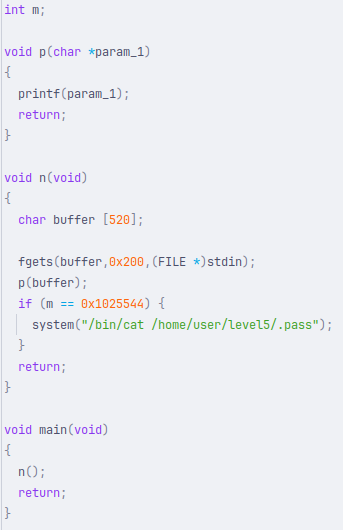 int m;
void p(char *param_1)
{
  printf(param_1);
  return;
}
void n(void)
{
  char buffer [520];
  fgets(buffer,0x200,(FILE *)stdin);
  p(buffer);
  if (m == 0x1025544) {
    system("/bin/cat /home/user/level5/.pass");
  }
  return;
}
void main(void)
{
  n();
  return;
}